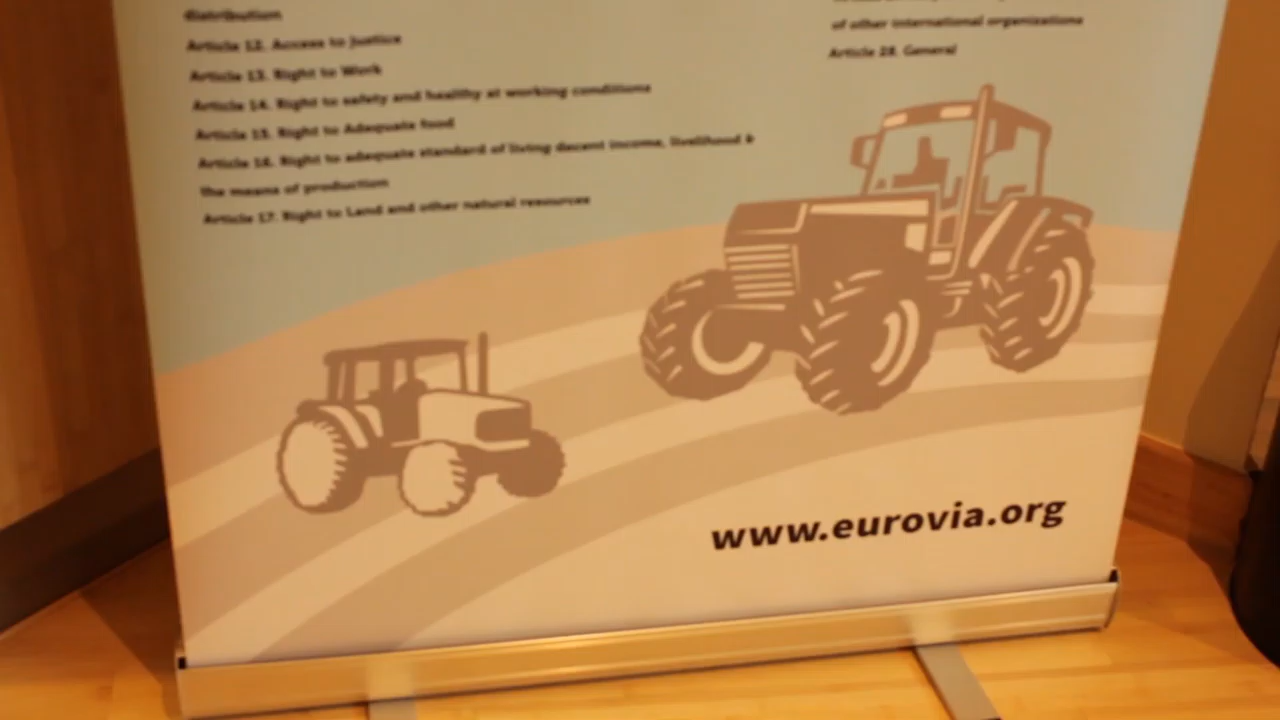 distribution
Article 12. Access to Justice
Article 13. Right to Work
Article 14. Right to safety and healthy at working conditions
Article 15. Right to Adequate food
Article 16. Right to adequate standard of living decent income, livelihood &
the means of production
Article 17. Right to Land and other natural resources
of other international organizations
Article 28. General
www.eurovia.org